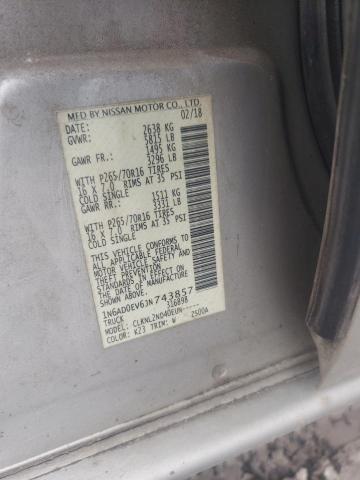 MFD BY NISSAN MOTOR CO., LTD.
DATE: 02/18
GVWR: 2638 KG
5815 LB
GAWR FR: 1495 KG
3296 LB
WITH P265/70R16 TIRES
16 X 7.0 RIMS AT 35 PSI
COLD SINGLE
GAWR RR: 1511 KG
3331 LB
WITH P265/70R16 TIRES
16 X 7.0 RIMS AT 35 PSI
COLD SINGLE
THIS VEHICLE CONFORMS TO
ALL APPLICABLE FEDERAL
MOTOR VEHICLE SAFETY
STANDARDS IN EFFECT ON
THE DATE OF MANUFACTURE
SHOWN ABOVE.
1N6AD0EV6JN743857
TRUCK 316898
MODEL: CLKNL2N040EUN-----
COLOR: K23 TRIM: W 2500A